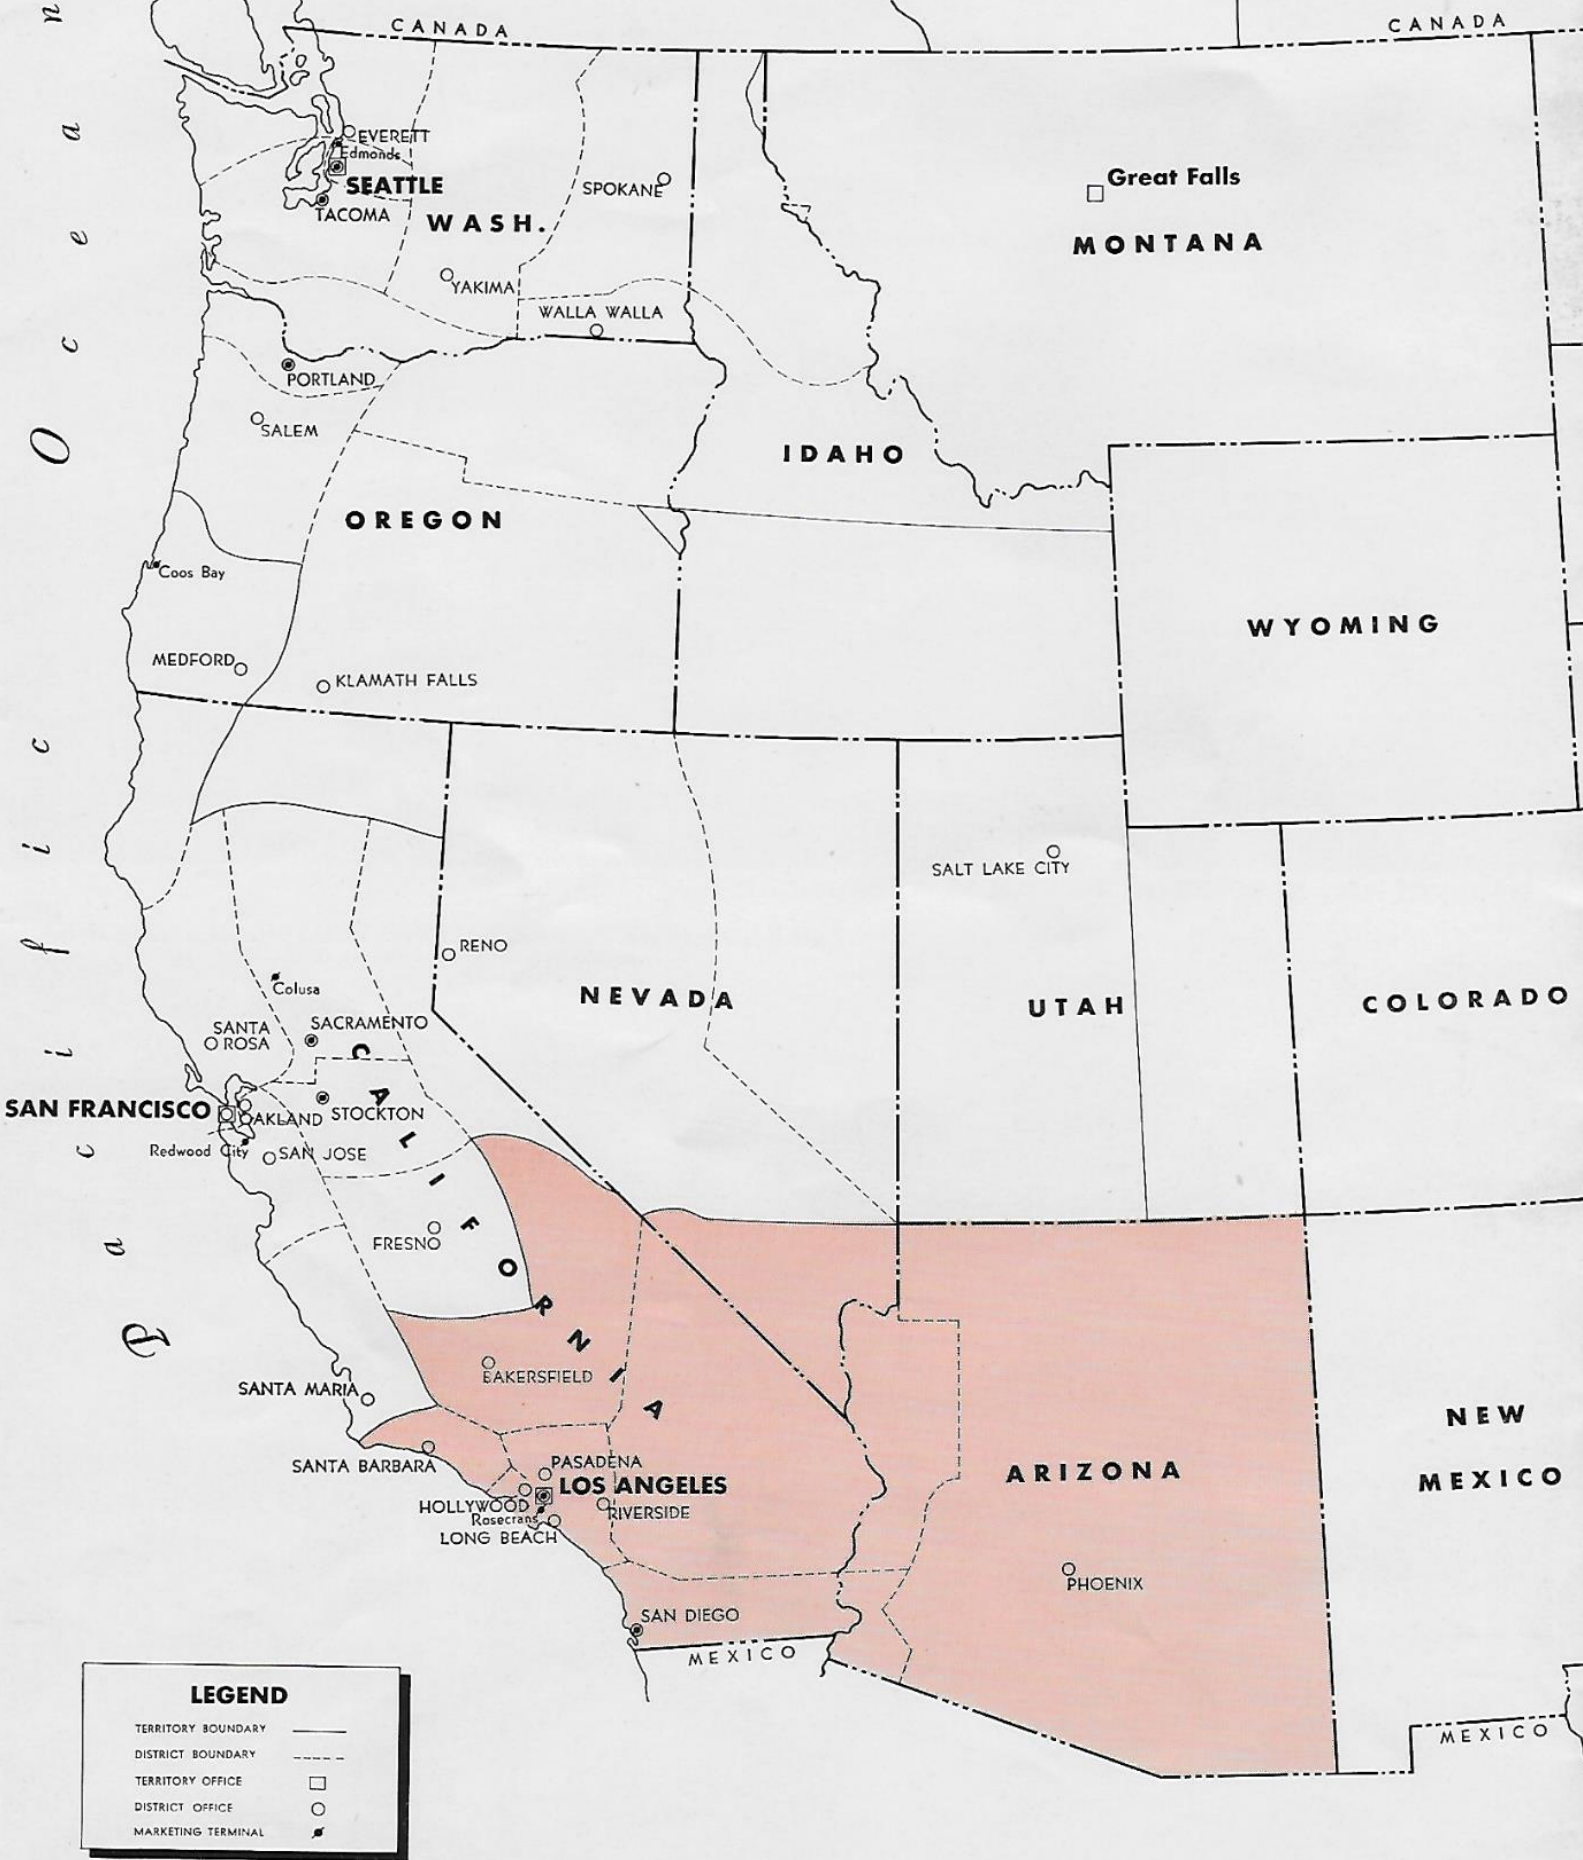 CANADA
CANADA
Pacific Ocean
EVERETT
Edmonds
SEATTLE
TACOMA
WASH.
SPOKANE
YAKIMA
WALLA WALLA
Great Falls
MONTANA
PORTLAND
SALEM
IDAHO
OREGON
Coos Bay
MEDFORD
KLAMATH FALLS
WYOMING
SALT LAKE CITY
RENO
NEVADA
UTAH
COLORADO
Colusa
SANTA
ROSA
SACRAMENTO
CALIFORNIA
SAN FRANCISCO
OAKLAND
STOCKTON
Redwood City
SAN JOSE
FRESNO
BAKERSFIELD
SANTA MARIA
SANTA BARBARA
PASADENA
LOS ANGELES
HOLLYWOOD
Rosecrans
RIVERSIDE
LONG BEACH
ARIZONA
NEW
MEXICO
PHOENIX
SAN DIEGO
MEXICO
MEXICO
LEGEND
TERRITORY BOUNDARY
DISTRICT BOUNDARY
TERRITORY OFFICE
DISTRICT OFFICE
MARKETING TERMINAL